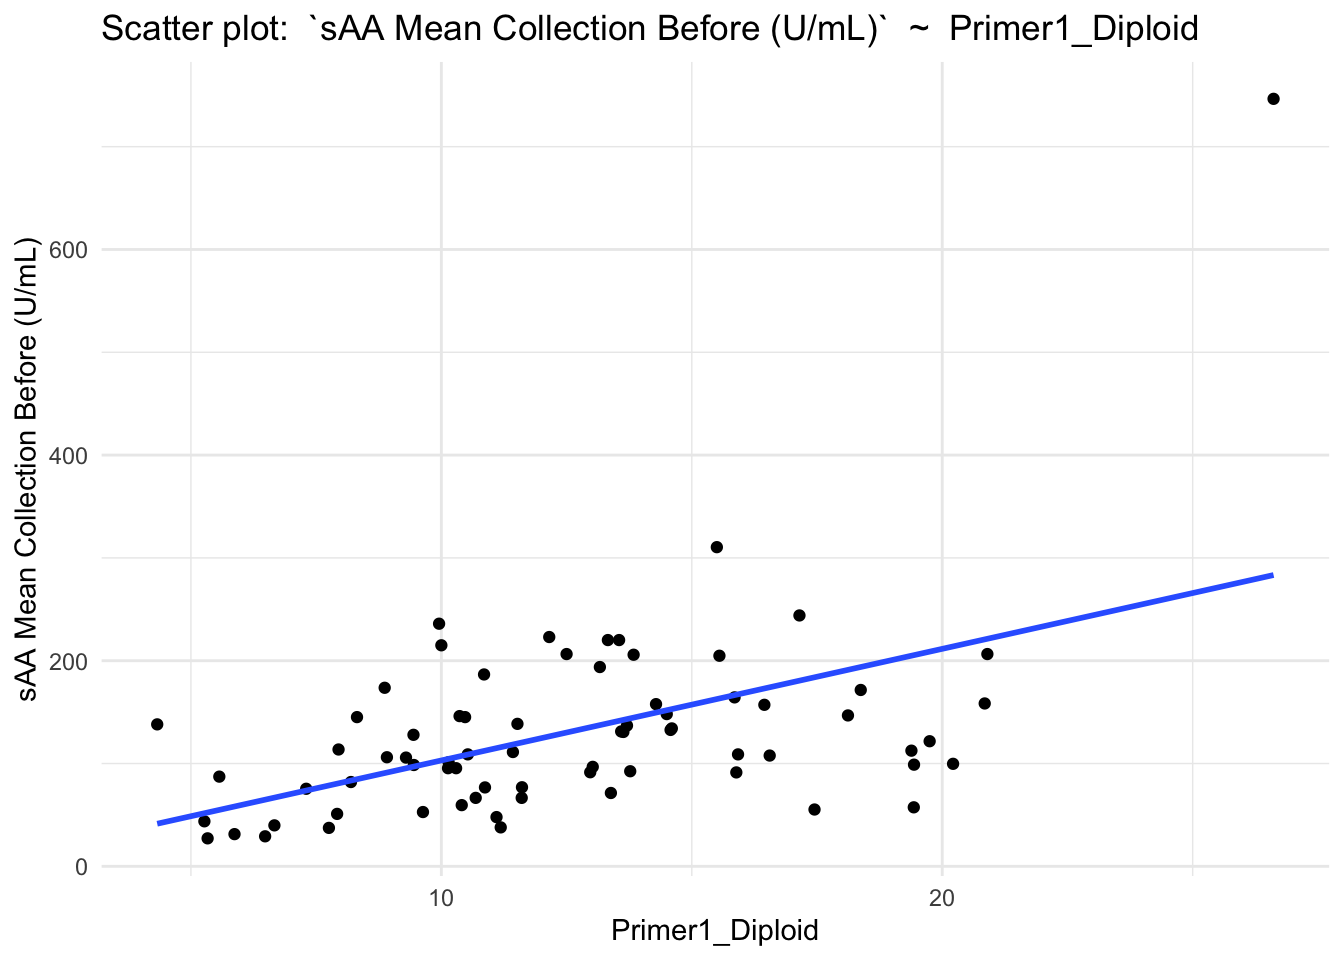 Scatter plot:  `sAA Mean Collection Before (U/mL)`  ~  Primer1_Diploid
sAA Mean Collection Before (U/mL)
600
400
200
0
10
20
Primer1_Diploid